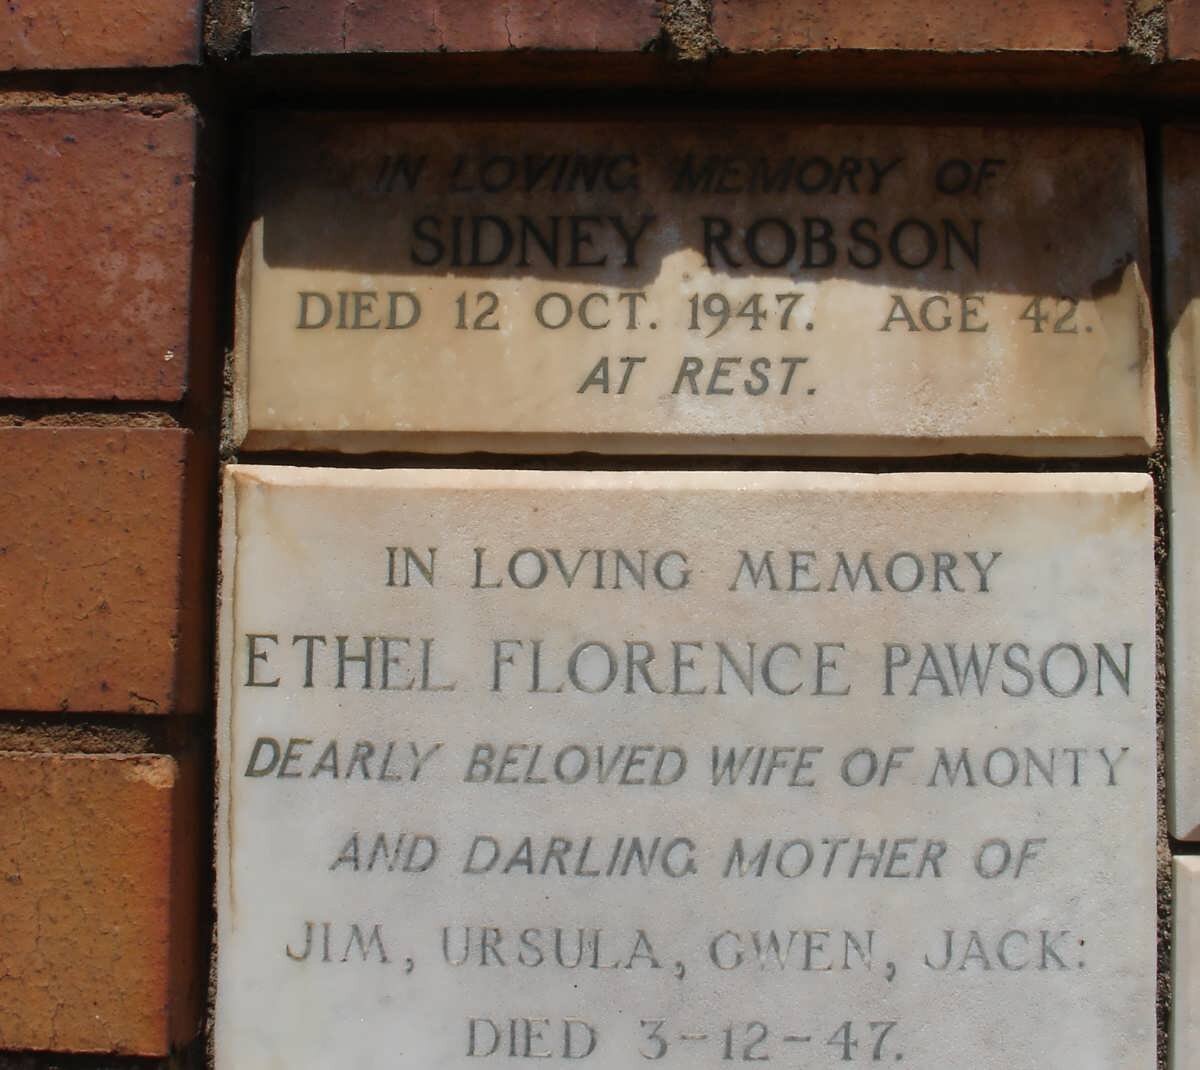 IN LOVING MEMORY OF
SIDNEY ROBSON
DIED 12 OCT. 1947. AGE 42.
AT REST.
IN LOVING MEMORY
ETHEL FLORENCE PAWSON
DEARLY BELOVED WIFE OF MONTY
AND DARLING MOTHER OF
JIM, URSULA, GWEN, JACK:
DIED 3-12-47.